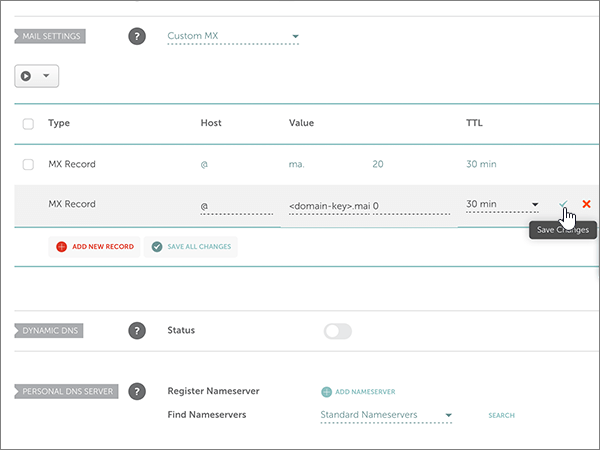 MAIL SETTINGS ? Custom MX
Type Host Value TTL
MX Record @ ma. 20 30 min
MX Record @ <domain-key>.mai 0 30 min
Save Changes
ADD NEW RECORD SAVE ALL CHANGES
DYNAMIC DNS ? Status
PERSONAL DNS SERVER ? Register Nameserver ADD NAMESERVER
Find Nameservers Standard Nameservers SEARCH